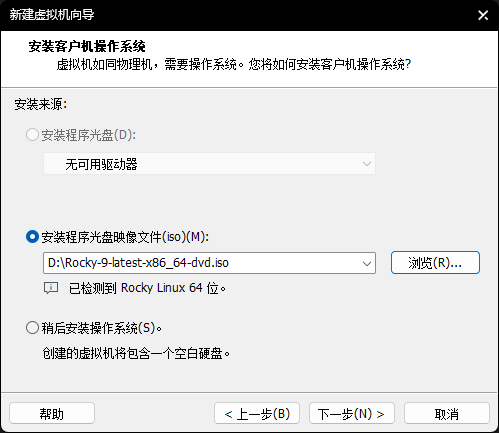 新建虚拟机向导
安装客户机操作系统
虚拟机如同物理机，需要操作系统。您将如何安装客户机操作系统?
安装来源:
安装程序光盘(D):
无可用驱动器
安装程序光盘映像文件(iso)(M):
D:\Rocky-9-latest-x86_64-dvd.iso
浏览(R)...
已检测到 Rocky Linux 64 位。
稍后安装操作系统(S)。
创建的虚拟机将包含一个空白硬盘。
帮助
< 上一步(B)
下一步(N) >
取消